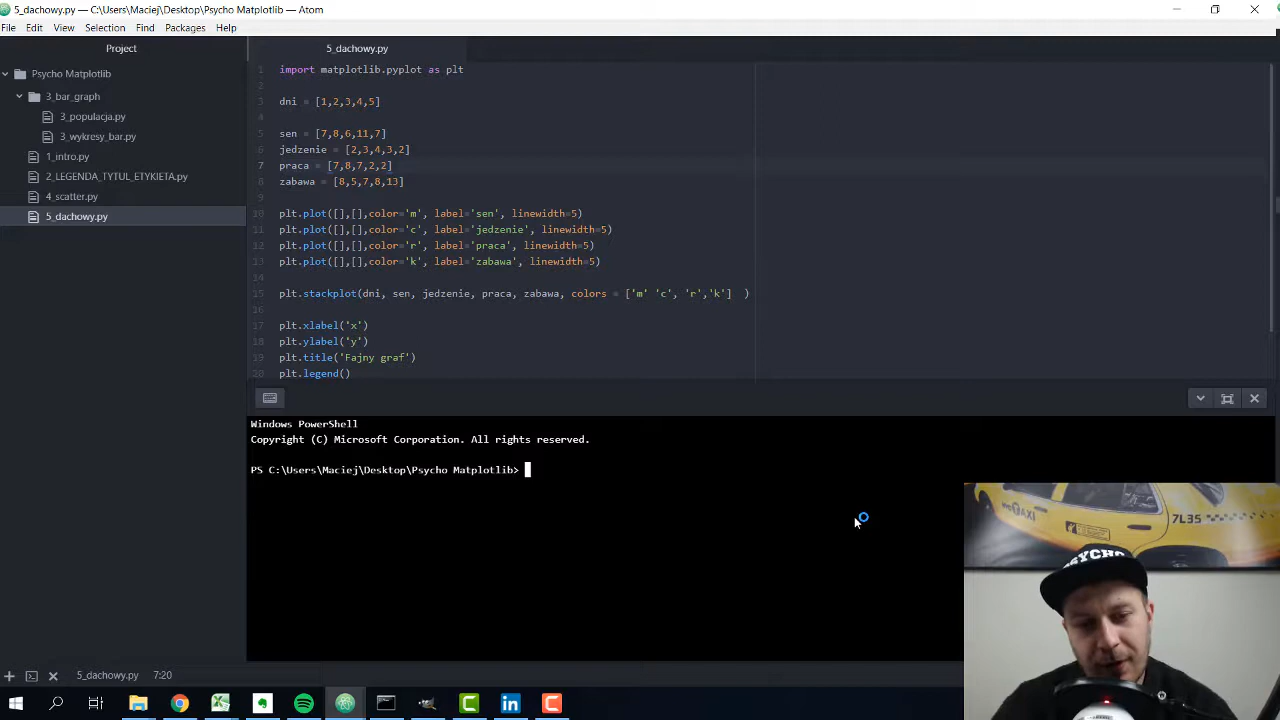 5_dachowy.py — C:\Users\Maciej\Desktop\Psycho Matplotlib — Atom
File Edit View Selection Find Packages Help
Project
5_dachowy.py
Psycho Matplotlib
3_bar_graph
3_populacja.py
3_wykresy_bar.py
1_intro.py
2_LEGENDA_TYTUL_ETYKIETA.py
4_scatter.py
5_dachowy.py
1 import matplotlib.pyplot as plt
2
3 dni = [1,2,3,4,5]
4
5 sen = [7,8,6,11,7]
6 jedzenie = [2,3,4,3,2]
7 praca = [7,8,7,2,2]
8 zabawa = [8,5,7,8,13]
9
10 plt.plot([],[],color='m', label='sen', linewidth=5)
11 plt.plot([],[],color='c', label='jedzenie', linewidth=5)
12 plt.plot([],[],color='r', label='praca', linewidth=5)
13 plt.plot([],[],color='k', label='zabawa', linewidth=5)
14
15 plt.stackplot(dni, sen, jedzenie, praca, zabawa, colors = ['m' 'c', 'r','k'] )
16
17 plt.xlabel('x')
18 plt.ylabel('y')
19 plt.title('Fajny graf')
20 plt.legend()
Windows PowerShell
Copyright (C) Microsoft Corporation. All rights reserved.
PS C:\Users\Maciej\Desktop\Psycho Matplotlib>
TAXI
7L35
PSYCHO
5_dachowy.py 7:20